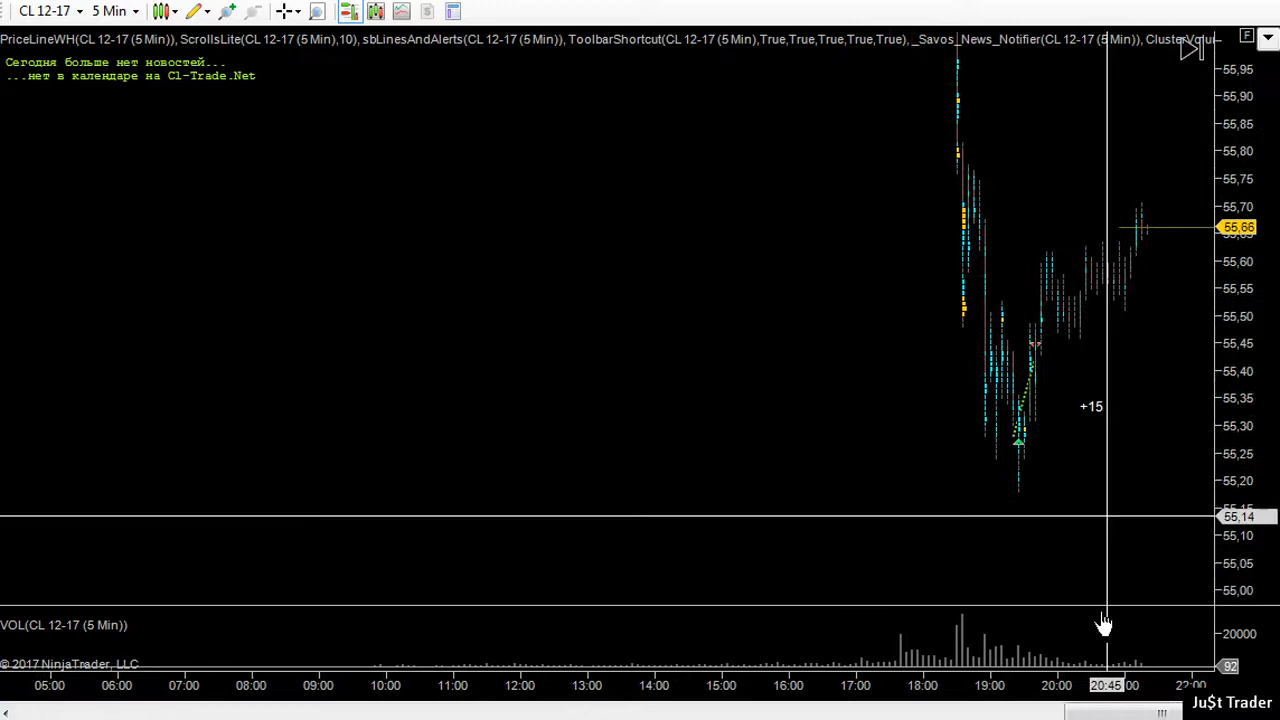 CL 12-17 5 Min
PriceLineWH(CL 12-17 (5 Min)), ScrollsLite(CL 12-17 (5 Min),10), sbLinesAndAlerts(CL 12-17 (5 Min)), ToolbarShortcut(CL 12-17 (5 Min),True,True,True,True,True), _Savos_News_Notifier(CL 12-17 (5 Min)),
F
Сегодня больше нет новостей...
...нет в календаре на Cl-Trade.Net
55,95
55,90
55,85
55,80
55,75
55,70
55,66
55,60
55,55
55,50
55,45
55,40
55,35
+15
55,30
55,25
55,20
55,14
55,10
55,05
55,00
VOL(CL 12-17 (5 Min))
20000
© 2017 NinjaTrader, LLC
92
05:00 06:00 07:00 08:00 09:00 10:00 11:00 12:00 13:00 14:00 15:00 16:00 17:00 18:00 19:00 20:00 20:45 :00 22:00
Ju$t Trader